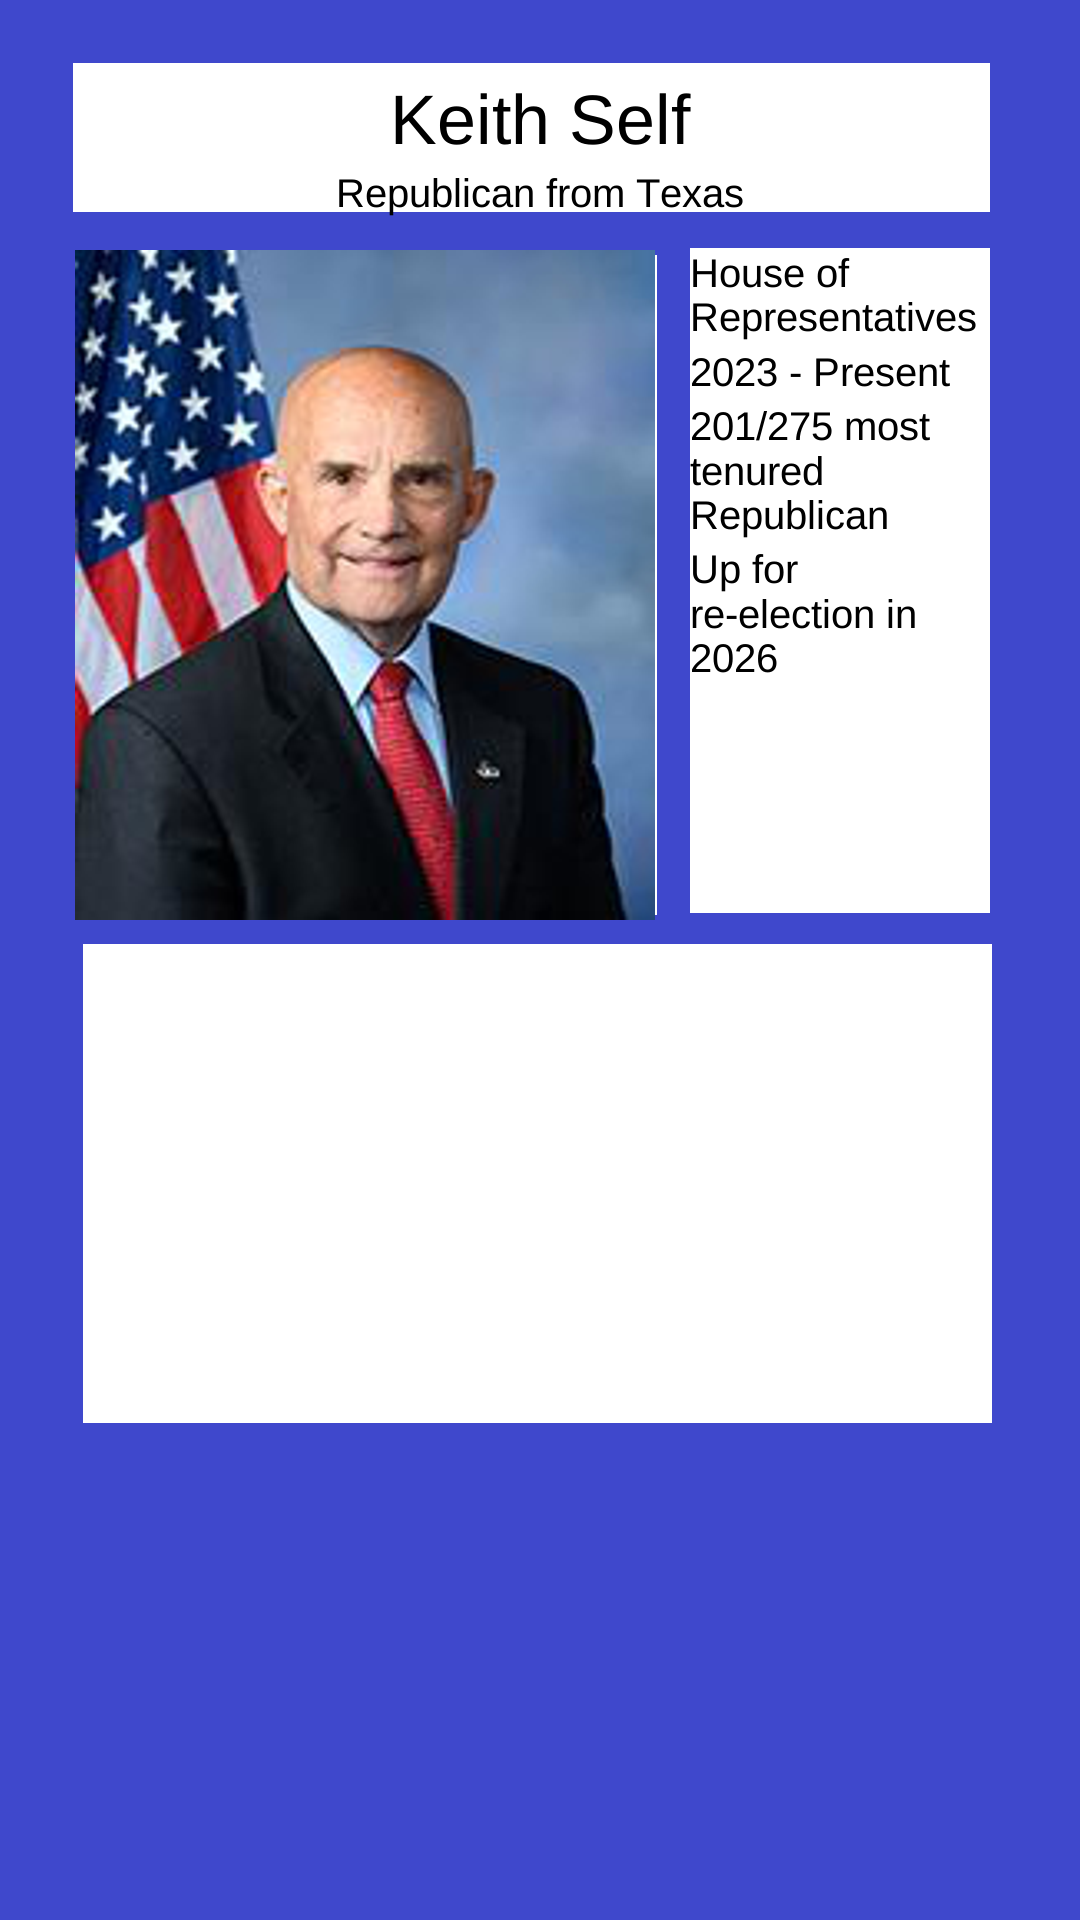 Keith Self
Republican from Texas
House of
Representatives
2023 - Present
201/275 most
tenured
Republican
Up for
re-election in
2026